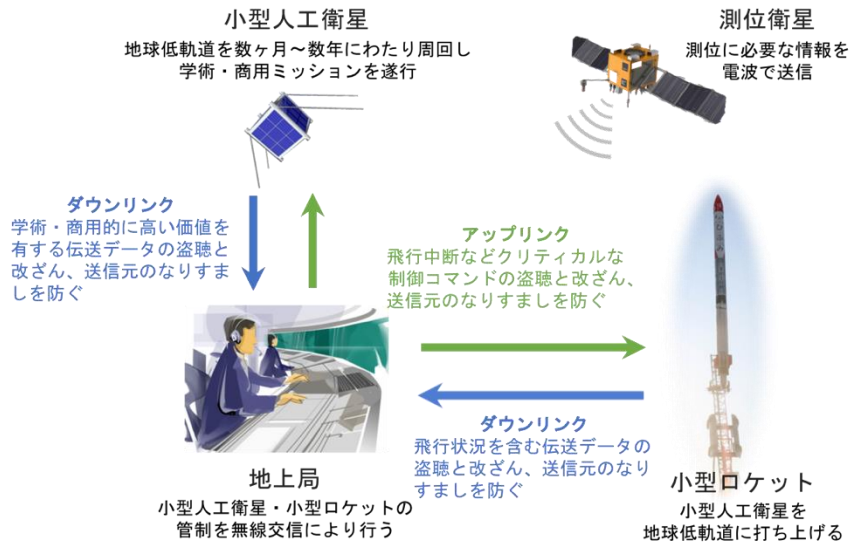 小型人工衛星
地球低軌道を数ヶ月～数年にわたり周回し
学術・商用ミッションを遂行
測位衛星
測位に必要な情報を
電波で送信
ダウンリンク
学術・商用的に高い価値を
有する伝送データの盗聴と
改ざん、送信元のなりすま
しを防ぐ
アップリンク
飛行中断などクリティカルな
制御コマンドの盗聴と改ざん、
送信元のなりすましを防ぐ
ダウンリンク
飛行状況を含む伝送データの
盗聴と改ざん、送信元のなり
すましを防ぐ
地上局
小型人工衛星・小型ロケットの
管制を無線交信により行う
小型ロケット
小型人工衛星を
地球低軌道に打ち上げる